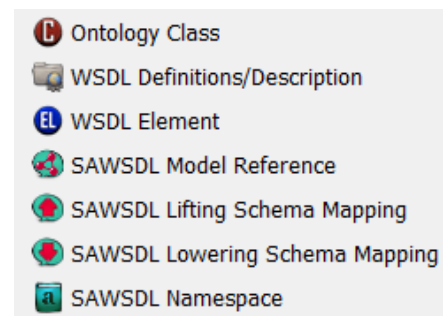 C Ontology Class
WSDL Definitions/Description
EL WSDL Element
SAWSDL Model Reference
SAWSDL Lifting Schema Mapping
SAWSDL Lowering Schema Mapping
a SAWSDL Namespace